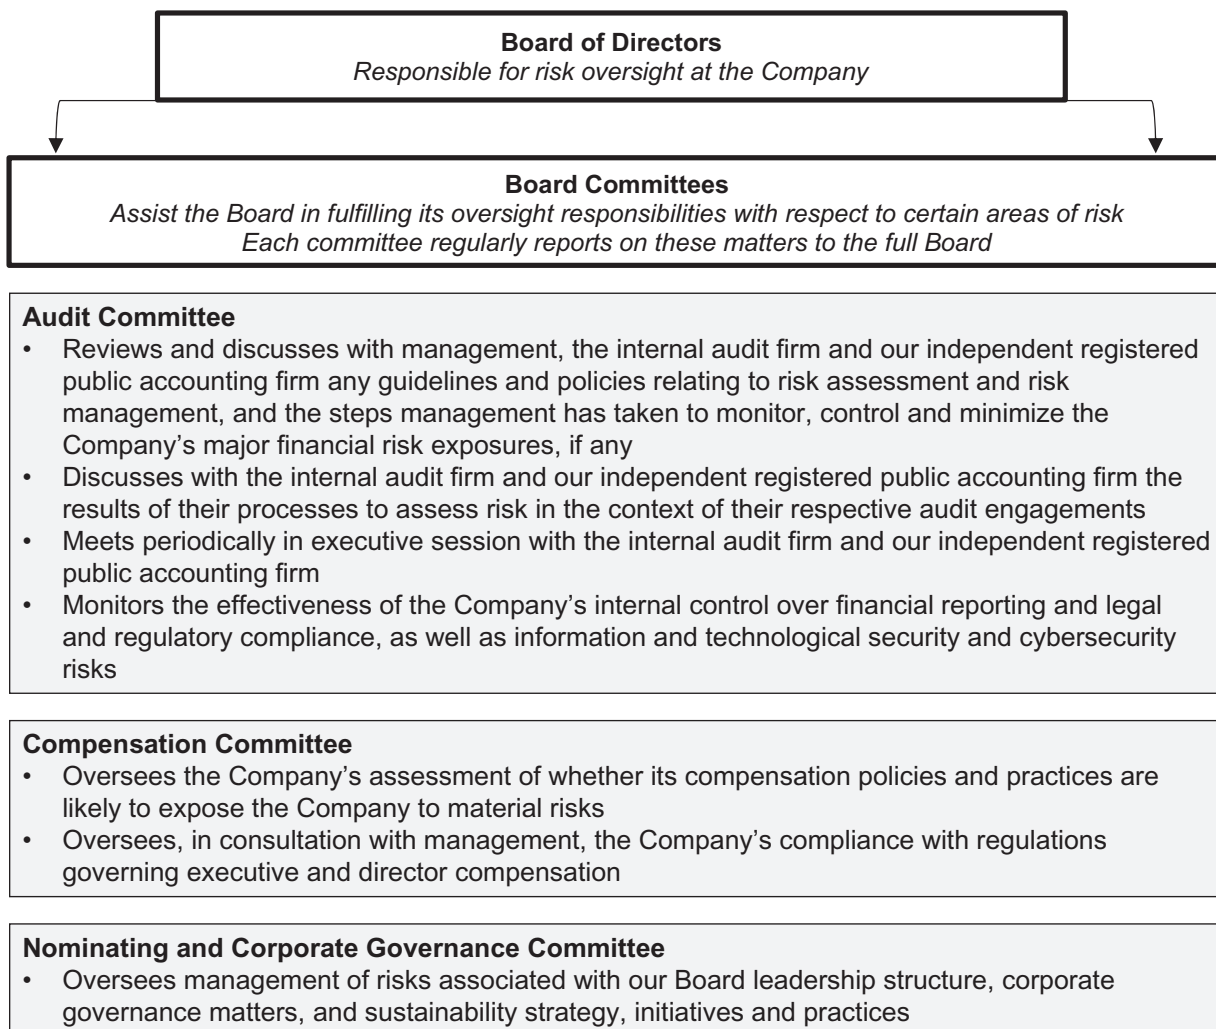 Board of Directors
Responsible for risk oversight at the Company
Board Committees
Assist the Board in fulfilling its oversight responsibilities with respect to certain areas of risk
Each committee regularly reports on these matters to the full Board
Audit Committee
• Reviews and discusses with management, the internal audit firm and our independent registered
public accounting firm any guidelines and policies relating to risk assessment and risk
management, and the steps management has taken to monitor, control and minimize the
Company’s major financial risk exposures, if any
• Discusses with the internal audit firm and our independent registered public accounting firm the
results of their processes to assess risk in the context of their respective audit engagements
• Meets periodically in executive session with the internal audit firm and our independent registered
public accounting firm
• Monitors the effectiveness of the Company’s internal control over financial reporting and legal
and regulatory compliance, as well as information and technological security and cybersecurity
risks
Compensation Committee
• Oversees the Company’s assessment of whether its compensation policies and practices are
likely to expose the Company to material risks
• Oversees, in consultation with management, the Company’s compliance with regulations
governing executive and director compensation
Nominating and Corporate Governance Committee
• Oversees management of risks associated with our Board leadership structure, corporate
governance matters, and sustainability strategy, initiatives and practices